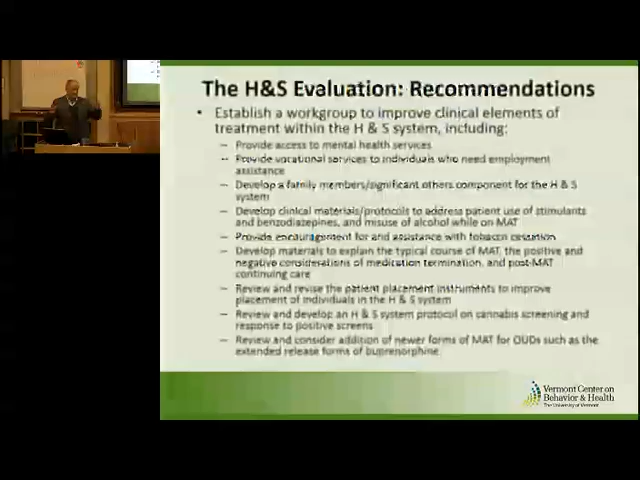 The H&S Evaluation: Recommendations
• Establish a workgroup to improve clinical elements of
treatment within the H & S system, including:
– Provide access to mental health services
– Provide vocational services to individuals who need employment
assistance
– Develop a family members/significant others component for the H & S
system
– Develop clinical materials/protocols to address patient use of stimulants
and benzodiazepines, and misuse of alcohol while on MAT
– Provide encouragement for and assistance with tobacco cessation
– Develop materials to explain the typical course of MAT, the positive and
negative considerations of medication termination, and post-MAT
continuing care
– Review and revise the patient placement instruments to improve
placement of individuals in the H & S system
– Review and develop an H & S system protocol on cannabis screening and
response to positive screens
– Review and consider addition of newer forms of MAT for OUDs such as the
extended release forms of buprenorphine
Vermont Center on
Behavior & Health
The University of Vermont